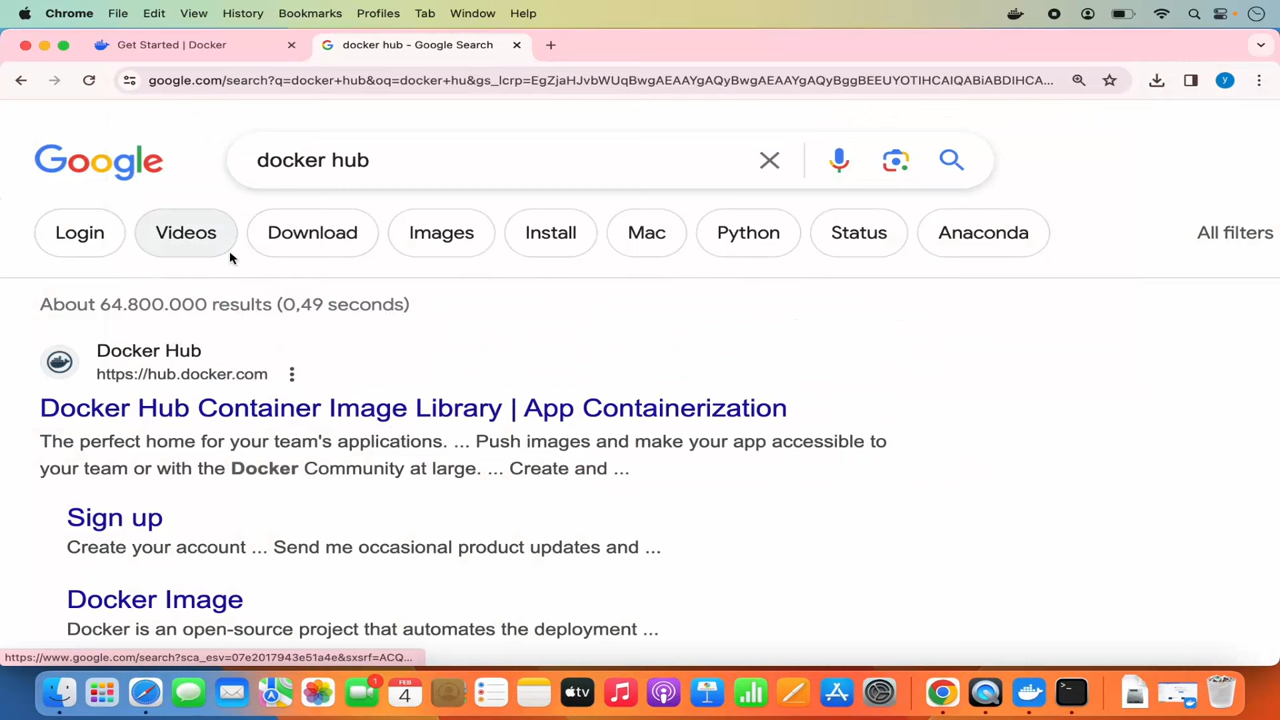 Chrome File Edit View History Bookmarks Profiles Tab Window Help
Get Started | Docker
docker hub - Google Search
google.com/search?q=docker+hub&oq=docker+hu&gs_lcrp=EgZjaHJvbWUqBwgAEAAYgAQyBwgAEAAYgAQyBggBEEUYOTIHCAIQABiABDIHCA...
y
Google
docker hub
Login Videos Download Images Install Mac Python Status Anaconda All filters
About 64.800.000 results (0,49 seconds)
Docker Hub
https://hub.docker.com
Docker Hub Container Image Library | App Containerization
The perfect home for your team's applications. ... Push images and make your app accessible to
your team or with the Docker Community at large. ... Create and ...
Sign up
Create your account ... Send me occasional product updates and ...
Docker Image
Docker is an open-source project that automates the deployment ...
https://www.google.com/search?sca_esv=07e2017943e51a4e&sxsrf=ACQ...
1
FEB
4
tv